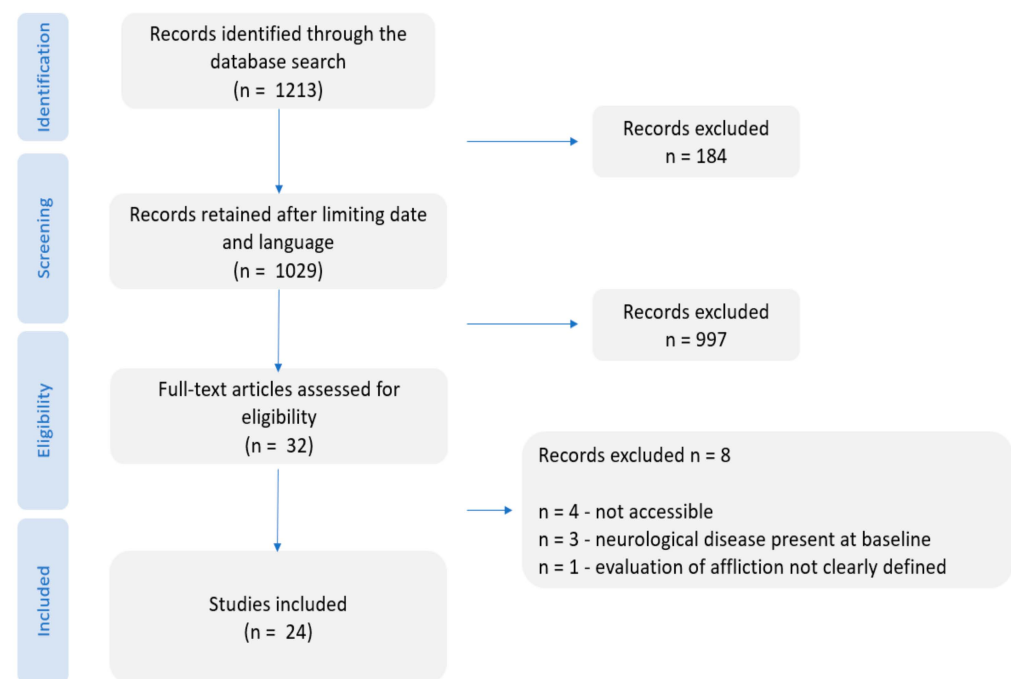 Identification
Records identified through the
database search
(n =  1213)
Records excluded
n = 184
Screening
Records retained after limiting date
and language
(n =  1029)
Records excluded
n = 997
Eligibility
Full-text articles assessed for
eligibility
(n =  32)
Records excluded n = 8
n = 4 - not accessible
n = 3 - neurological disease present at baseline
n = 1 - evaluation of affliction not clearly defined
Included
Studies included
(n =  24)